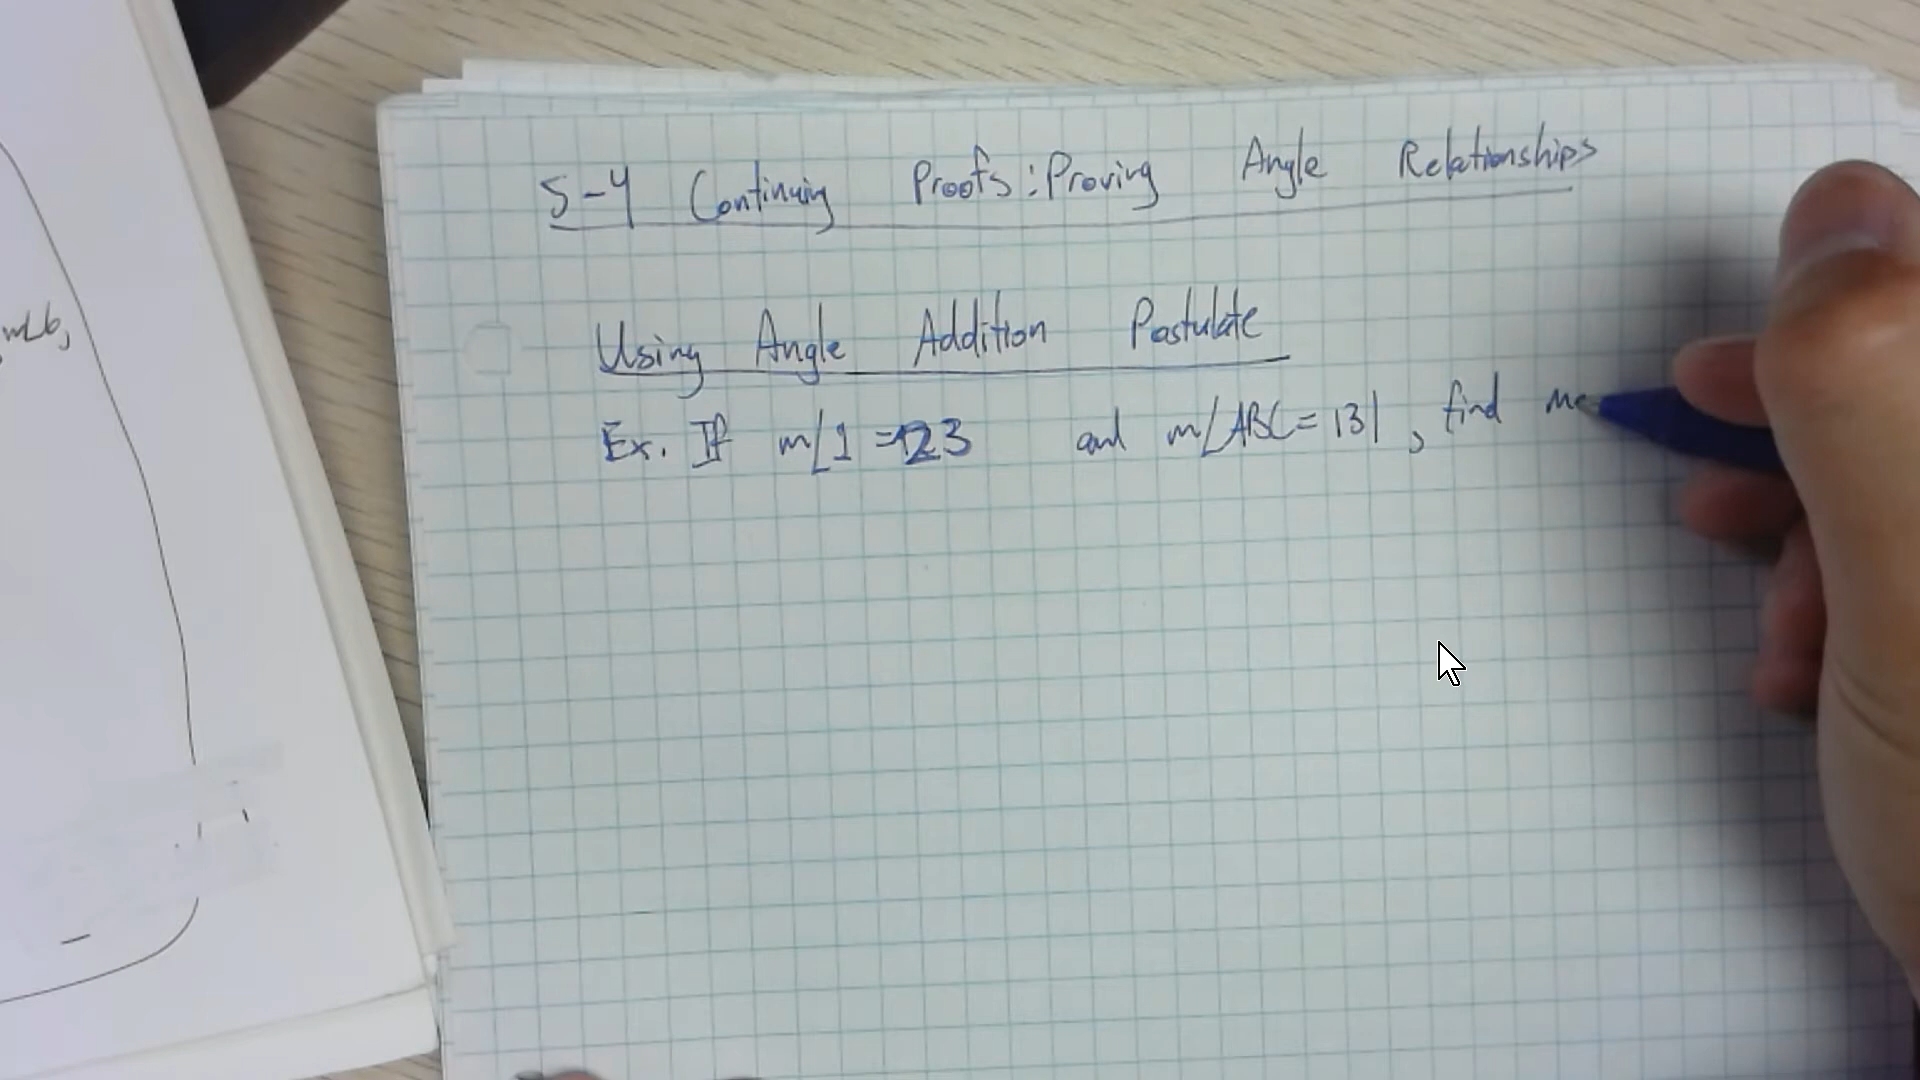 m∠6,
5-4 Continuing Proofs: Proving Angle Relationships
Using Angle Addition Postulate
Ex. If m∠1 = 23 and m∠ABC = 131, find m